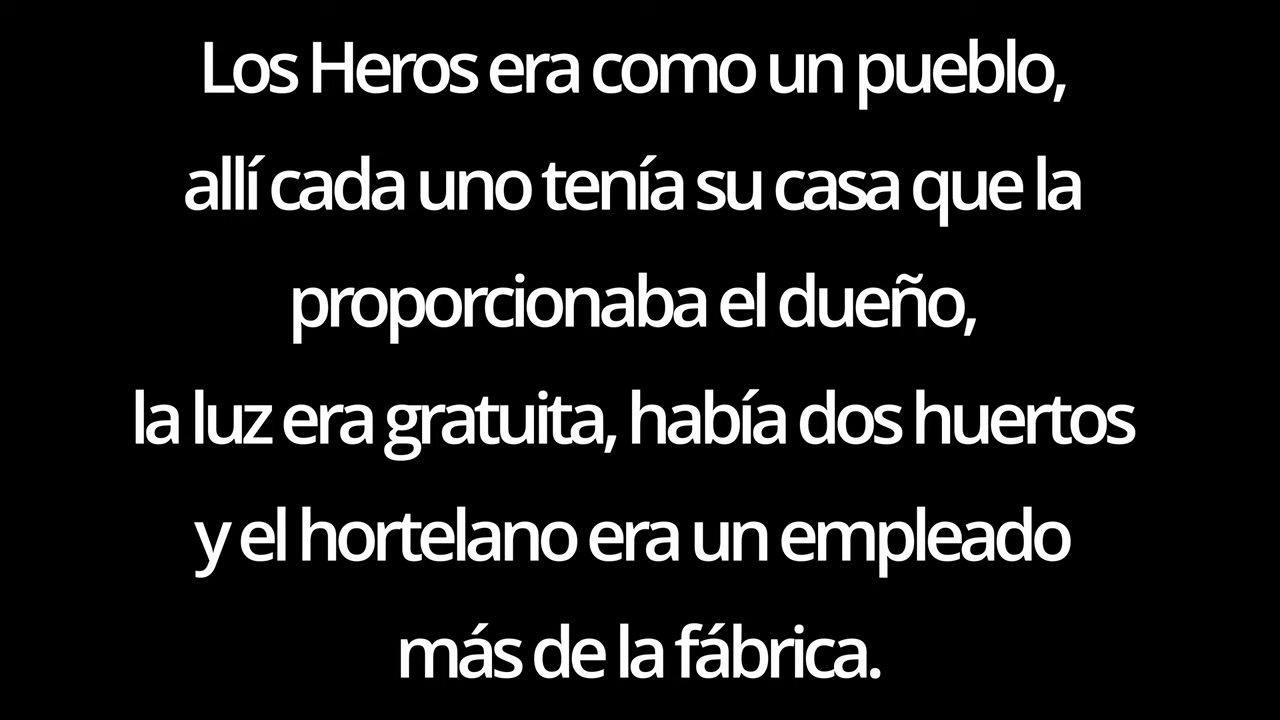 Los Heros era como un pueblo,
allí cada uno tenía su casa que la
proporcionaba el dueño,
la luz era gratuita, había dos huertos
y el hortelano era un empleado
más de la fábrica.